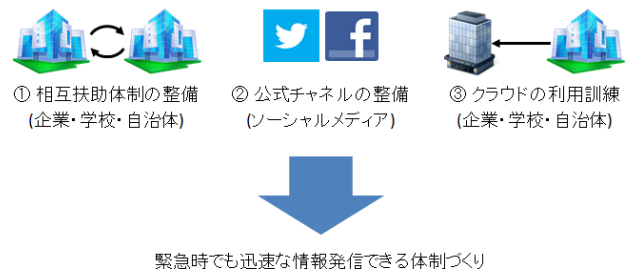 ① 相互扶助体制の整備
(企業・学校・自治体)
② 公式チャネルの整備
(ソーシャルメディア)
③ クラウドの利用訓練
(企業・学校・自治体)
緊急時でも迅速な情報発信できる体制づくり